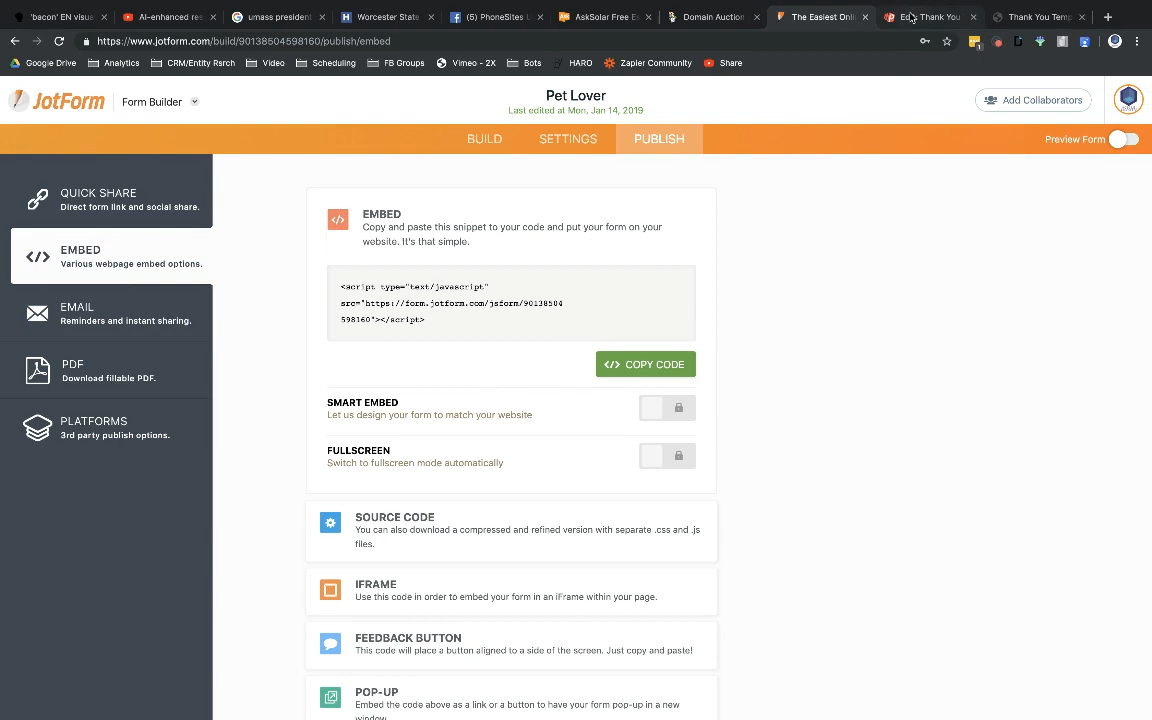 'bacon' EN visua
AI-enhanced res
umass president
Worcester State
(5) PhoneSites U
AskSolar Free Es
Domain Auction
The Easiest Onli
Thank You
Thank You Temp
https://www.jotform.com/build/90138504598160/publish/embed
Google Drive
Analytics
CRM/Entity Rsrch
Video
Scheduling
FB Groups
Vimeo - 2X
Bots
HARO
Zapier Community
Share
JotForm
Form Builder
Pet Lover
Last edited at Mon, Jan 14, 2019
Add Collaborators
BUILD
SETTINGS
PUBLISH
Preview Form
QUICK SHARE
Direct form link and social share.
EMBED
Various webpage embed options.
EMAIL
Reminders and instant sharing.
PDF
Download fillable PDF.
PLATFORMS
3rd party publish options.
EMBED
Copy and paste this snippet to your code and put your form on your
website. It's that simple.
<script type="text/javascript"
src="https://form.jotform.com/jsform/90138504
598160"></script>
</> COPY CODE
SMART EMBED
Let us design your form to match your website
FULLSCREEN
Switch to fullscreen mode automatically
SOURCE CODE
You can also download a compressed and refined version with separate .css and .js
files.
IFRAME
Use this code in order to embed your form in an iFrame within your page.
FEEDBACK BUTTON
This code will place a button aligned to a side of the screen. Just copy and paste!
POP-UP
Embed the code above as a link or a button to have your form pop-up in a new
window.